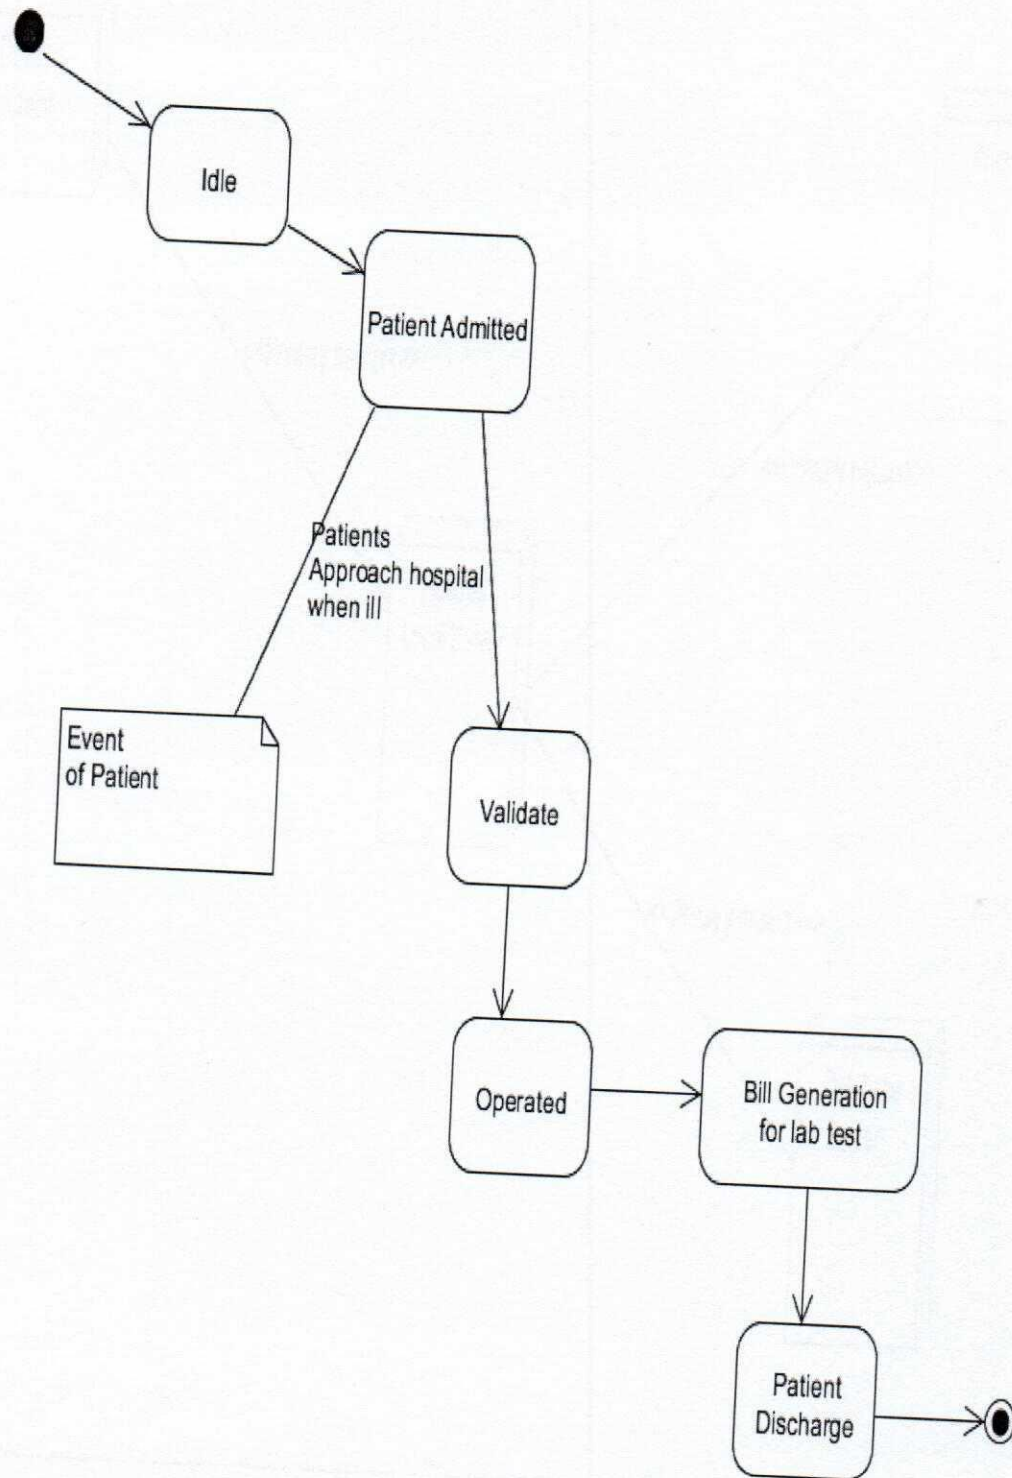 Idle
Patient Admitted
Patients
Approach hospital
when ill
Event
of Patient
Validate
Operated
Bill Generation
for lab test
Patient
Discharge